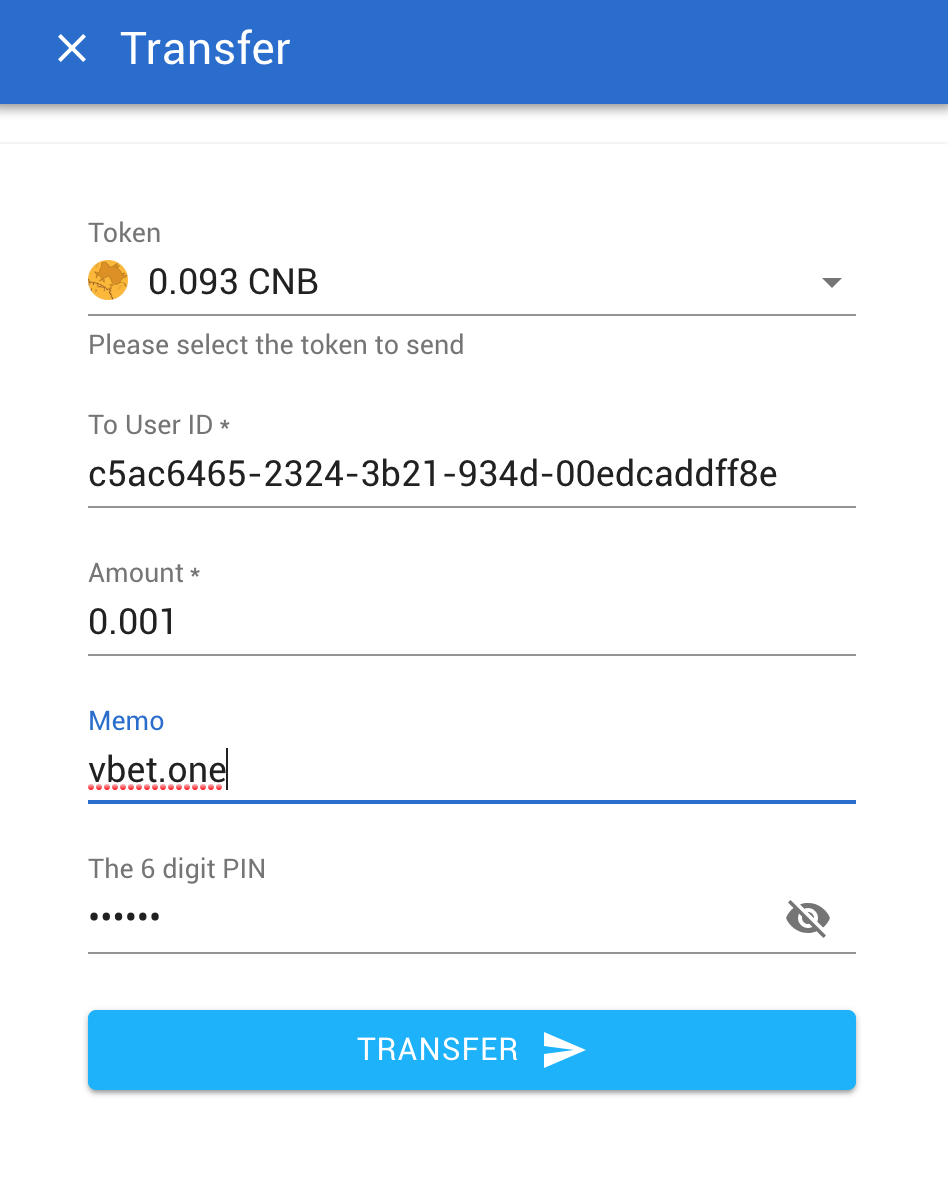 Transfer
Token
0.093 CNB
Please select the token to send
To User ID *
c5ac6465-2324-3b21-934d-00edcaddff8e
Amount *
0.001
Memo
vbet.one
The 6 digit PIN
••••••
TRANSFER